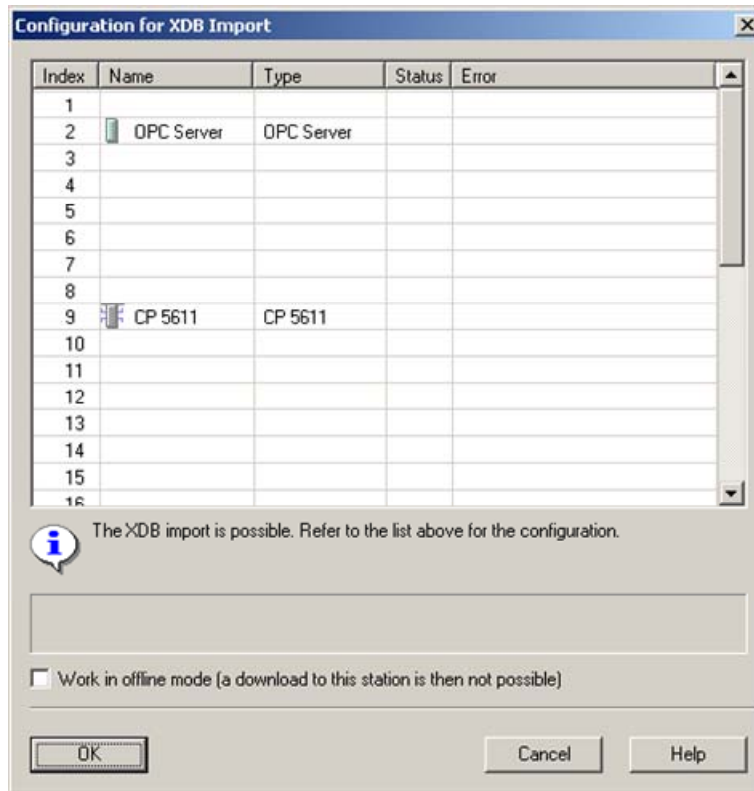 Configuration for XDB Import
Index Name Type Status Error
1
2 OPC Server OPC Server
3
4
5
6
7
8
9 CP 5611 CP 5611
10
11
12
13
14
15
16
The XDB import is possible. Refer to the list above for the configuration.
Work in offline mode (a download to this station is then not possible)
OK Cancel Help